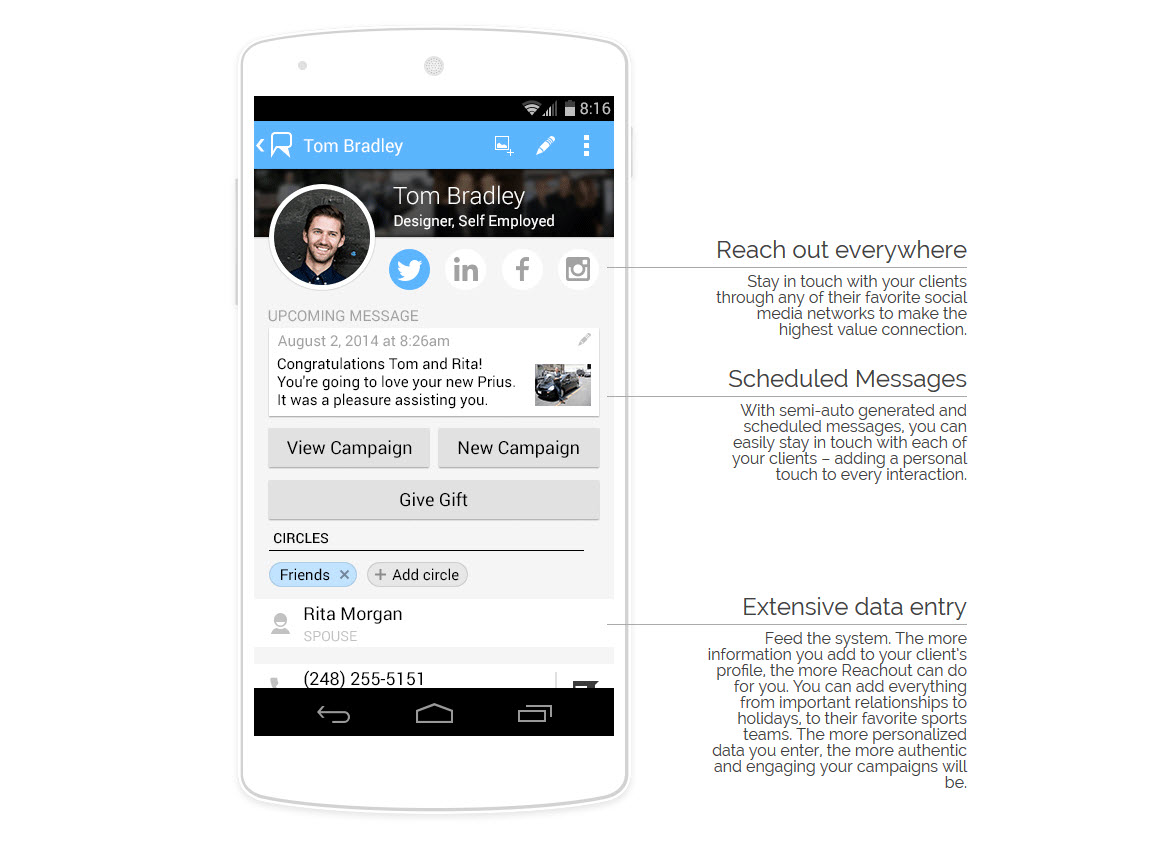 8:16
Tom Bradley
Tom Bradley
Designer, Self Employed
UPCOMING MESSAGE
August 2, 2014 at 8:26am
Congratulations Tom and Rita!
You're going to love your new Prius.
It was a pleasure assisting you.
View Campaign
New Campaign
Give Gift
CIRCLES
Friends ×
+ Add circle
Rita Morgan
SPOUSE
(248) 255-5151
Reach out everywhere
Stay in touch with your clients
through any of their favorite social
media networks to make the
highest value connection.
Scheduled Messages
With semi-auto generated and
scheduled messages, you can
easily stay in touch with each of
your clients – adding a personal
touch to every interaction.
Extensive data entry
Feed the system. The more
information you add to your client's
profile, the more Reachout can do
for you. You can add everything
from important relationships to
holidays, to their favorite sports
teams. The more personalized
data you enter, the more authentic
and engaging your campaigns will
be.